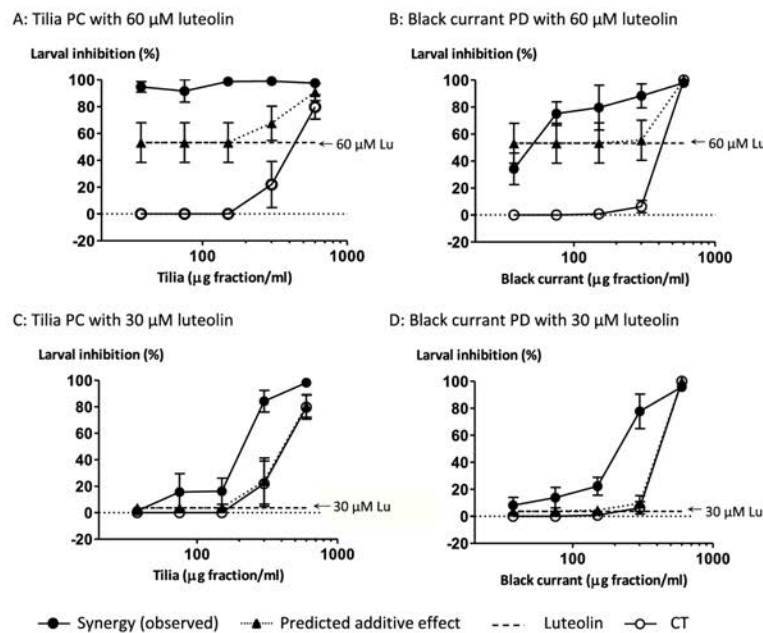 A: Tilia PC with 60 µM luteolin
B: Black currant PD with 60 µM luteolin
Larval inhibition (%)
Larval inhibition (%)
100
80
60
40
20
0
-20
←60 µM Lu
100
1000
Tilia (µg fraction/ml)
100
80
60
40
20
0
-20
←60 µM Lu
100
1000
Black currant (µg fraction/ml)
C: Tilia PC with 30 µM luteolin
D: Black currant PD with 30 µM luteolin
Larval inhibition (%)
Larval inhibition (%)
100
80
60
40
20
0
-20
←30 µM Lu
100
1000
Tilia (µg fraction/ml)
100
80
60
40
20
0
-20
←30 µM Lu
100
1000
Black currant (µg fraction/ml)
Synergy (observed) Predicted additive effect Luteolin CT